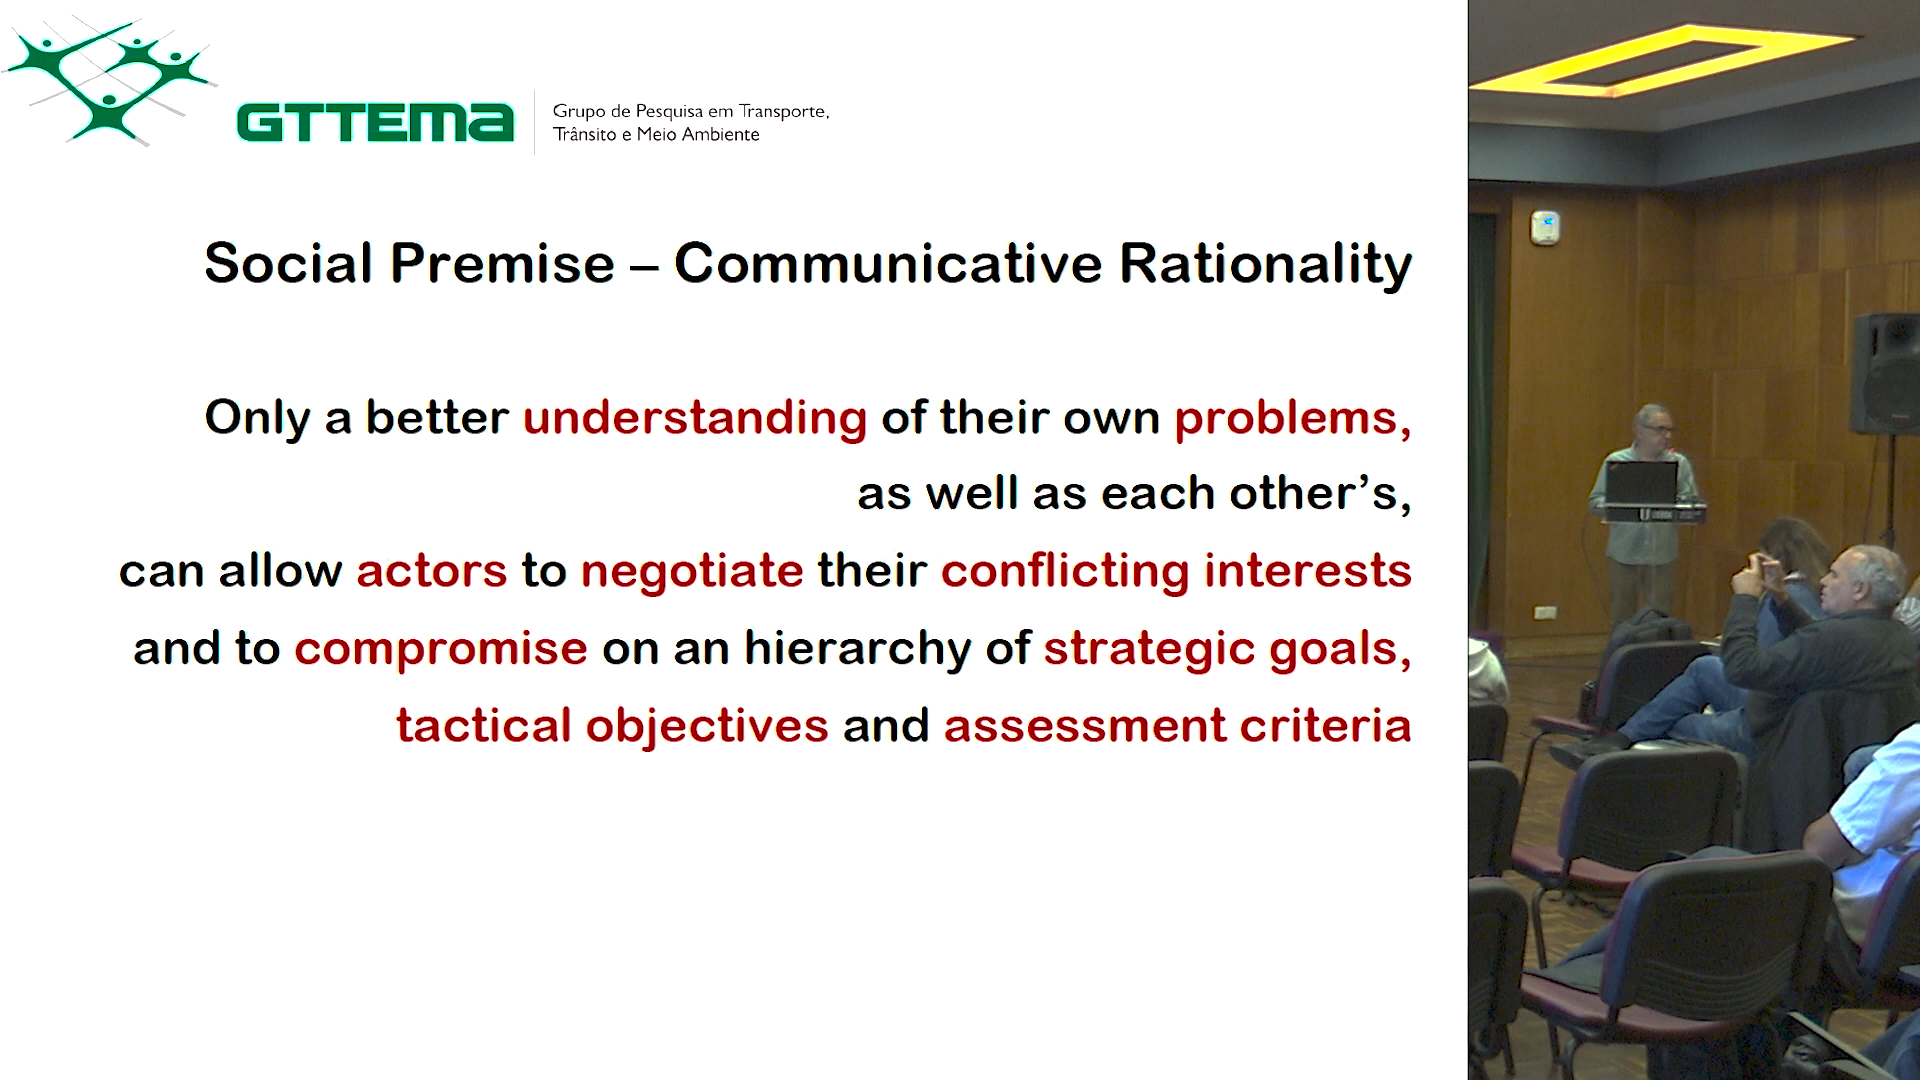 GTTEMA
Grupo de Pesquisa em Transporte,
Trânsito e Meio Ambiente
Social Premise – Communicative Rationality
Only a better understanding of their own problems,
as well as each other’s,
can allow actors to negotiate their conflicting interests
and to compromise on an hierarchy of strategic goals,
tactical objectives and assessment criteria